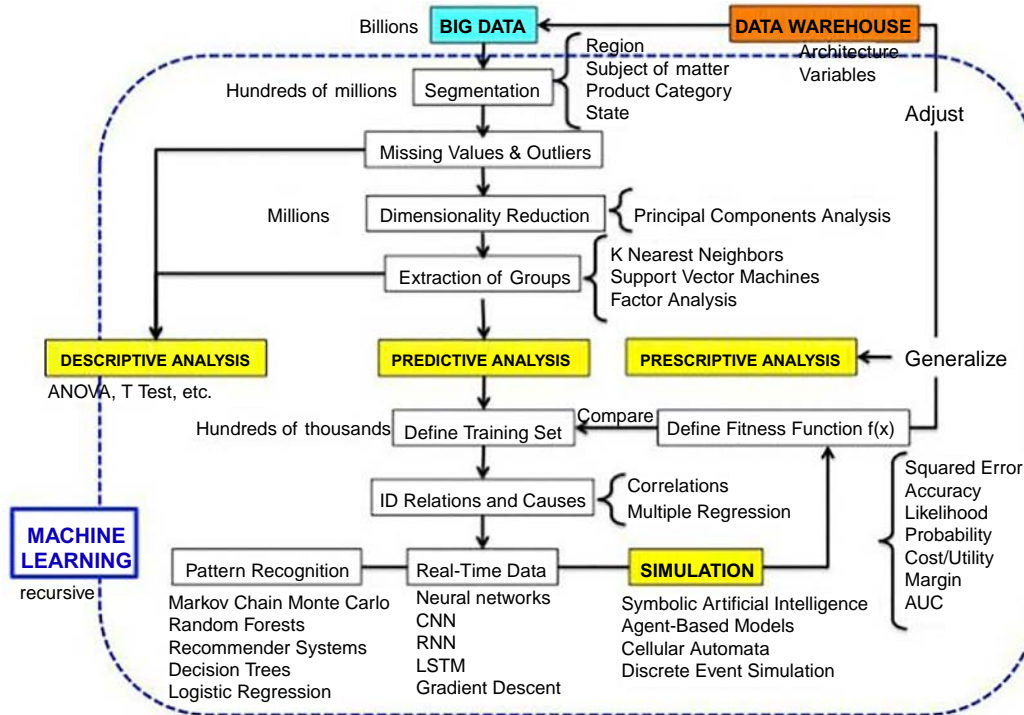 Billions
BIG DATA
DATA WAREHOUSE
Architecture
Variables
Region
Subject of matter
Product Category
State
Hundreds of millions
Segmentation
Adjust
Missing Values & Outliers
Millions
Dimensionality Reduction
Principal Components Analysis
Extraction of Groups
K Nearest Neighbors
Support Vector Machines
Factor Analysis
DESCRIPTIVE ANALYSIS
ANOVA, T Test, etc.
PREDICTIVE ANALYSIS
PRESCRIPTIVE ANALYSIS
Generalize
Hundreds of thousands
Define Training Set
Compare
Define Fitness Function f(x)
Squared Error
Accuracy
Likelihood
Probability
Cost/Utility
Margin
AUC
ID Relations and Causes
Correlations
Multiple Regression
MACHINE
LEARNING
recursive
Pattern Recognition
Markov Chain Monte Carlo
Random Forests
Recommender Systems
Decision Trees
Logistic Regression
Real-Time Data
Neural networks
CNN
RNN
LSTM
Gradient Descent
SIMULATION
Symbolic Artificial Intelligence
Agent-Based Models
Cellular Automata
Discrete Event Simulation